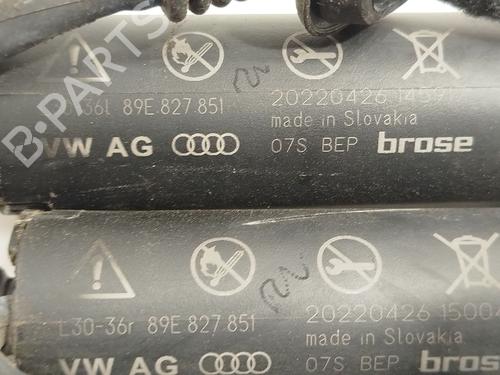 B-PARTS
36l 89E 827 851
20220426
made in Slovakia
VW AG
07S BEP brose
L30-36r 89E 827 851
20220426 15004
made in Slovakia
VW AG
07S BEP brose